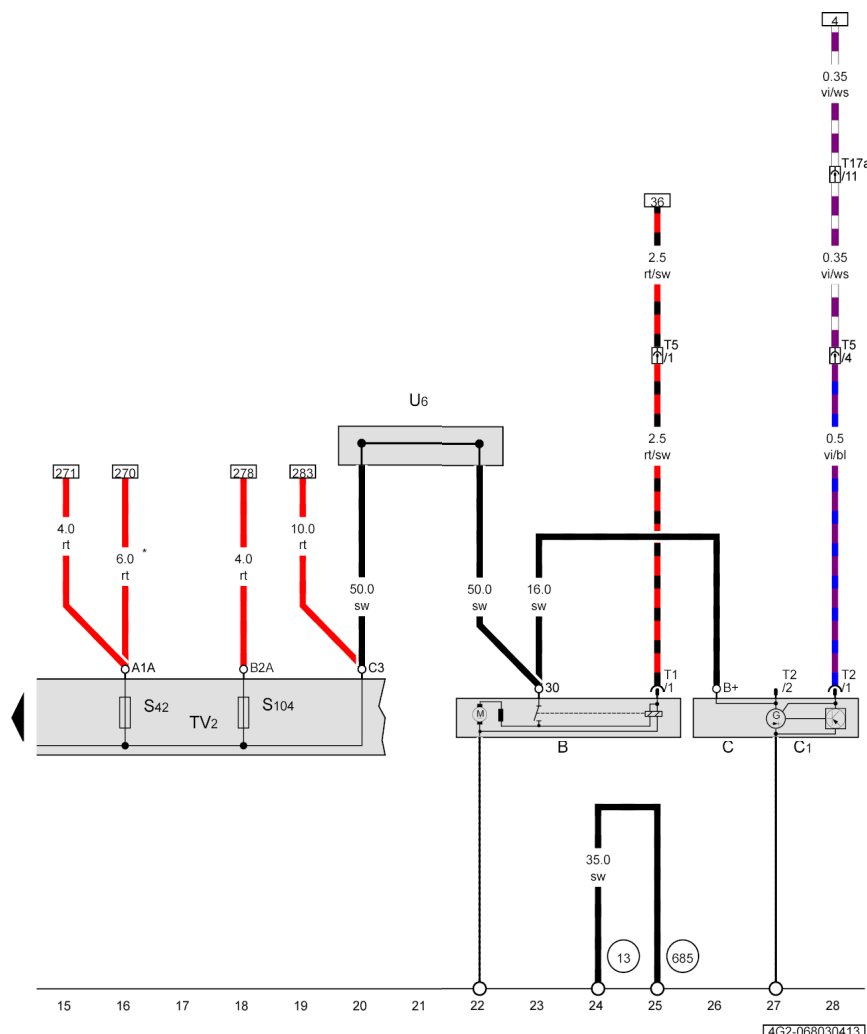 4
0.35
vi/ws
T17a
/11
36
2.5
rt/sw
0.35
vi/ws
T5
/1
T5
/4
U6
2.5
rt/sw
0.5
vi/bl
271
270
278
283
4.0
rt
6.0 *
rt
4.0
rt
10.0
rt
50.0
sw
50.0
sw
16.0
sw
A1A
B2A
C3
30
T1
/1
B+
T2
/2
T2
/1
S42
TV2
S104
M
G
B
C
C1
35.0
sw
13
685
15 16 17 18 19 20 21 22 23 24 25 26 27 28
4G2-068030413